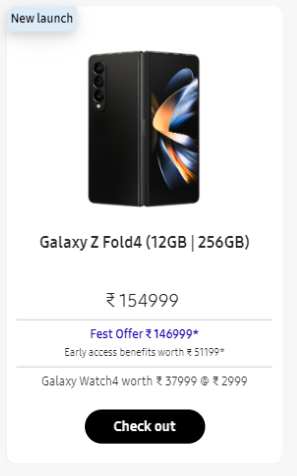 New launch
Galaxy Z Fold4 (12GB | 256GB)
₹ 154999
Fest Offer ₹ 146999*
Early access benefits worth ₹ 51199*
Galaxy Watch4 worth ₹ 37999 @ ₹ 2999
Check out